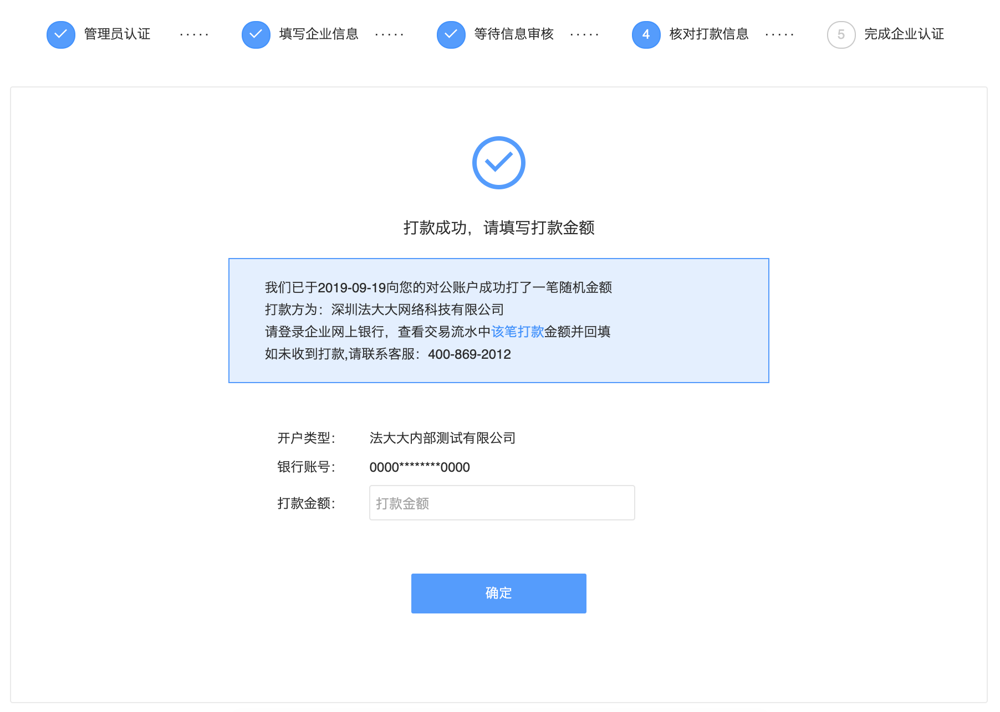 管理员认证 ····· 填写企业信息 ····· 等待信息审核 ····· 4 核对打款信息 ····· 5 完成企业认证
打款成功，请填写打款金额
我们已于2019-09-19向您的对公账户成功打了一笔随机金额
打款方为：深圳法大大网络科技有限公司
请登录企业网上银行，查看交易流水中该笔打款金额并回填
如未收到打款,请联系客服：400-869-2012
开户类型： 法大大内部测试有限公司
银行账号： 0000********0000
打款金额： 打款金额
确定